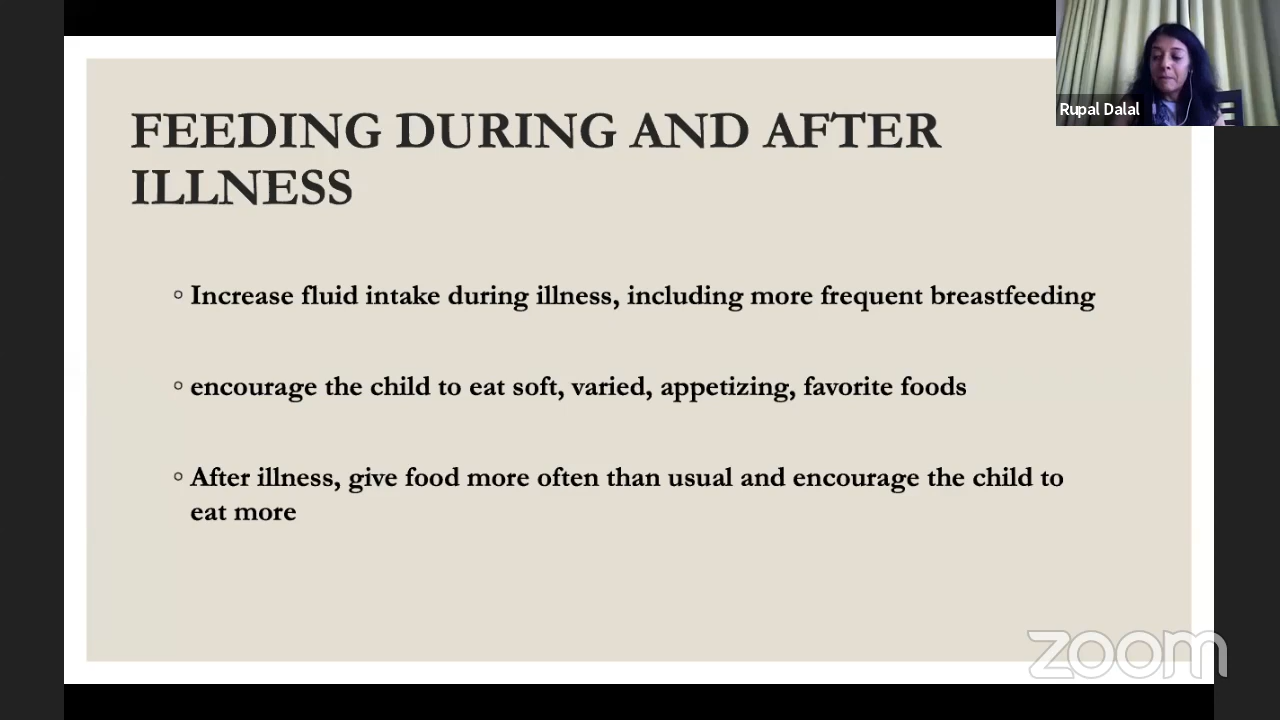 Rupal Dalal
FEEDING DURING AND AFTER
ILLNESS
◦ Increase fluid intake during illness, including more frequent breastfeeding
◦ encourage the child to eat soft, varied, appetizing, favorite foods
◦ After illness, give food more often than usual and encourage the child to
eat more
zoom